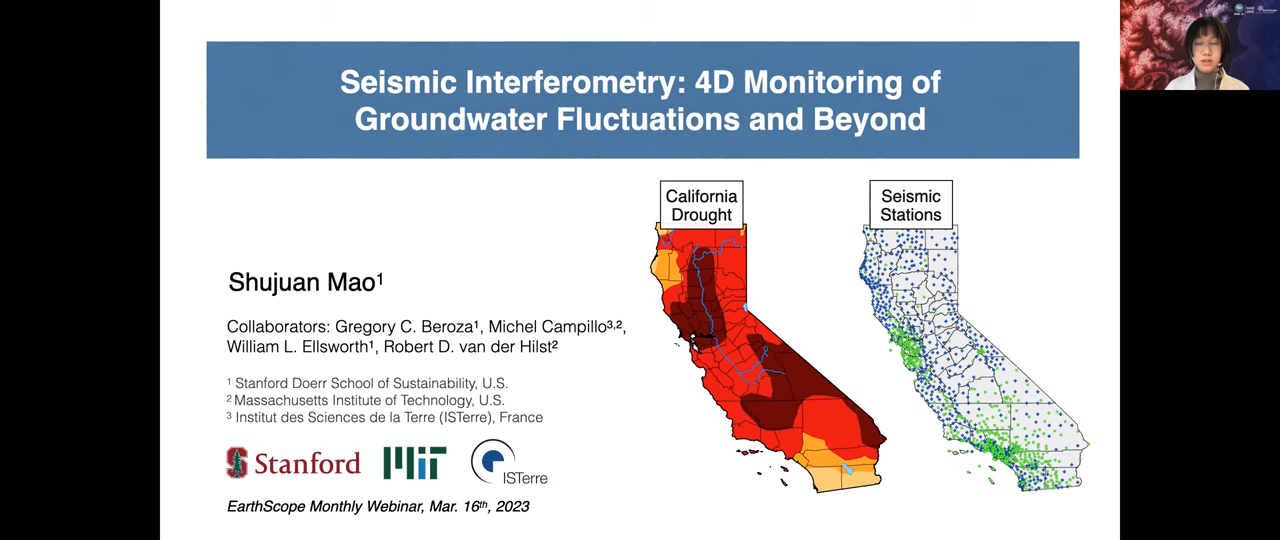 Seismic Interferometry: 4D Monitoring of
Groundwater Fluctuations and Beyond
California
Drought
Seismic
Stations
Shujuan Mao¹
Collaborators: Gregory C. Beroza¹, Michel Campillo³,²,
William L. Ellsworth¹, Robert D. van der Hilst²
¹ Stanford Doerr School of Sustainability, U.S.
² Massachusetts Institute of Technology, U.S.
³ Institut des Sciences de la Terre (ISTerre), France
Stanford
MIT
ISTerre
EarthScope Monthly Webinar, Mar. 16th, 2023